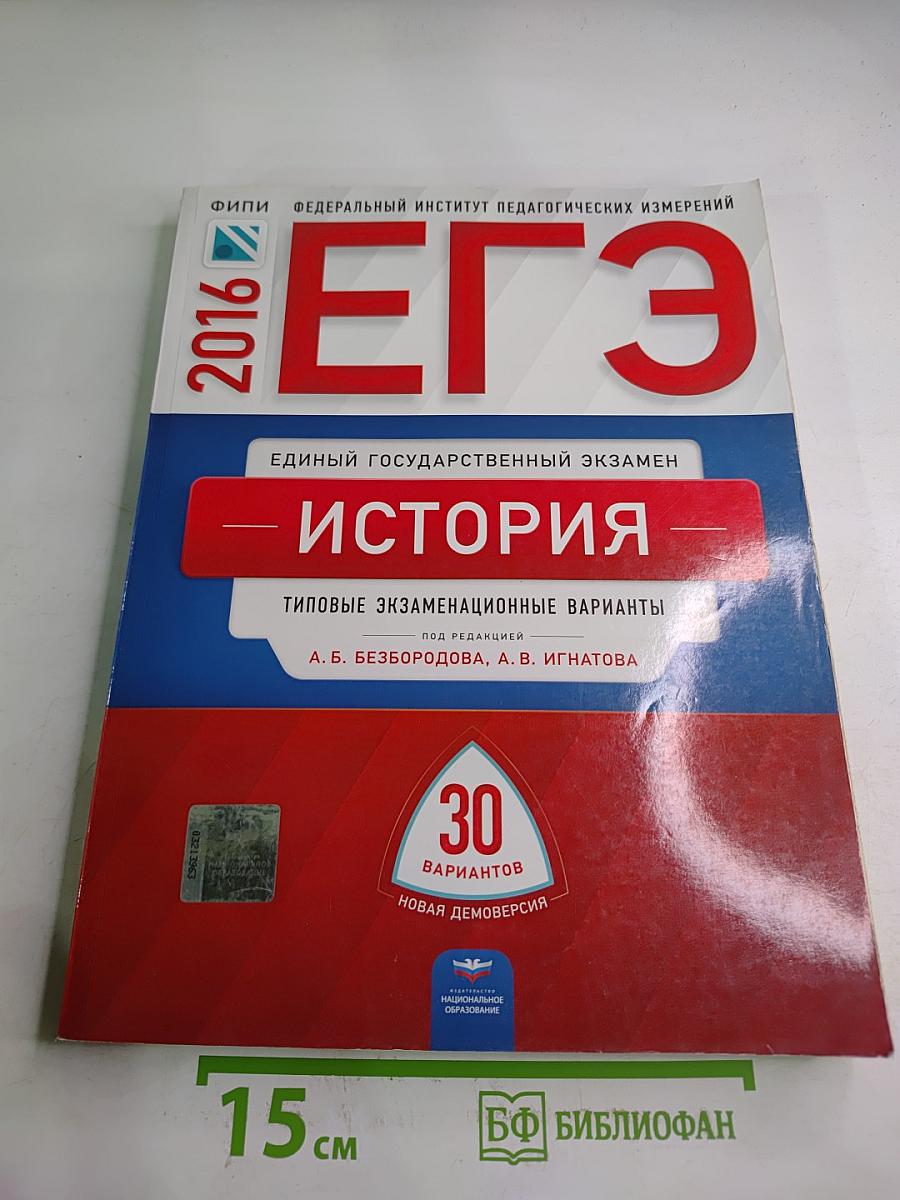 ФИПИ
ФЕДЕРАЛЬНЫЙ ИНСТИТУТ ПЕДАГОГИЧЕСКИХ ИЗМЕРЕНИЙ
2016
ЕГЭ
ЕДИНЫЙ ГОСУДАРСТВЕННЫЙ ЭКЗАМЕН
ИСТОРИЯ
ТИПОВЫЕ ЭКЗАМЕНАЦИОННЫЕ ВАРИАНТЫ
ПОД РЕДАКЦИЕЙ
А. Б. БЕЗБОРОДОВА, А. В. ИГНАТОВА
30
ВАРИАНТОВ
НОВАЯ ДЕМОВЕРСИЯ
ИЗДАТЕЛЬСТВО
НАЦИОНАЛЬНОЕ
ОБРАЗОВАНИЕ
15 см
БФ БИБЛИОФАН